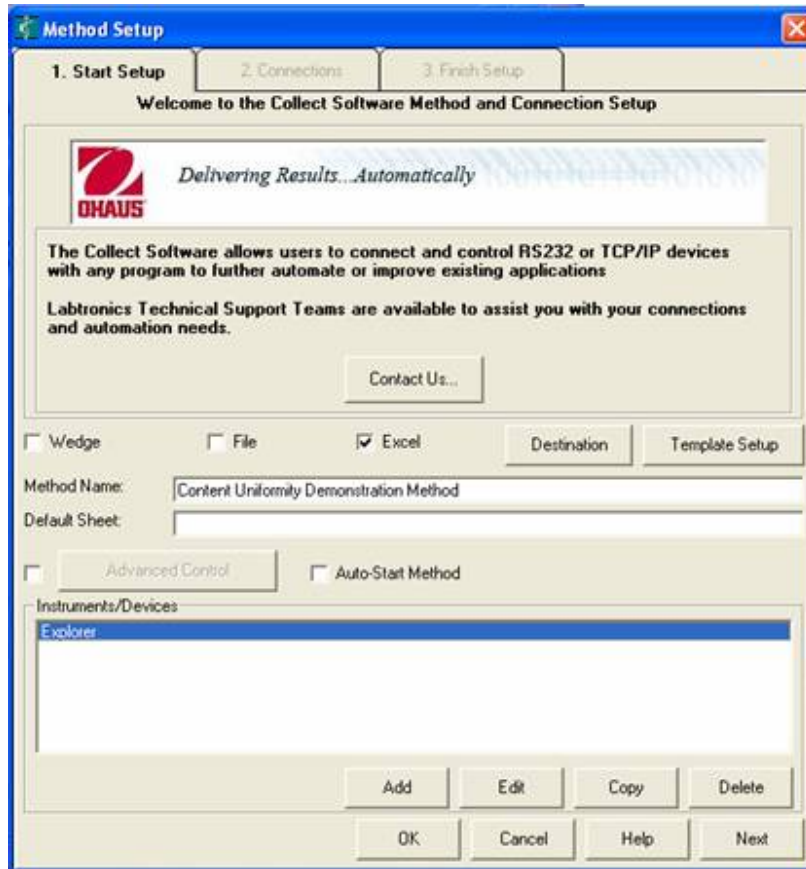 Method Setup
1. Start Setup 2. Connections 3. Finish Setup
Welcome to the Collect Software Method and Connection Setup
OHAUS
Delivering Results...Automatically
The Collect Software allows users to connect and control RS232 or TCP/IP devices
with any program to further automate or improve existing applications
Labtronics Technical Support Teams are available to assist you with your connections
and automation needs.
Contact Us...
Wedge File Excel Destination Template Setup
Method Name: Content Uniformity Demonstration Method
Default Sheet:
Advanced Control Auto-Start Method
Instruments/Devices
Explorer
Add Edit Copy Delete
OK Cancel Help Next